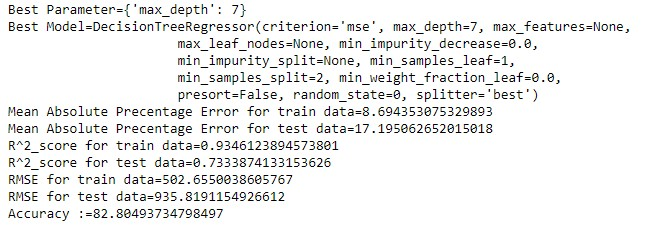 Best Parameter={'max_depth': 7}
Best Model=DecisionTreeRegressor(criterion='mse', max_depth=7, max_features=None,
max_leaf_nodes=None, min_impurity_decrease=0.0,
min_impurity_split=None, min_samples_leaf=1,
min_samples_split=2, min_weight_fraction_leaf=0.0,
presort=False, random_state=0, splitter='best')
Mean Absolute Precentage Error for train data=8.694353075329893
Mean Absolute Precentage Error for test data=17.195062652015018
R^2_score for train data=0.9346123894573801
R^2_score for test data=0.7333874133153626
RMSE for train data=502.6550038605767
RMSE for test data=935.8191154926612
Accuracy :=82.80493734798497